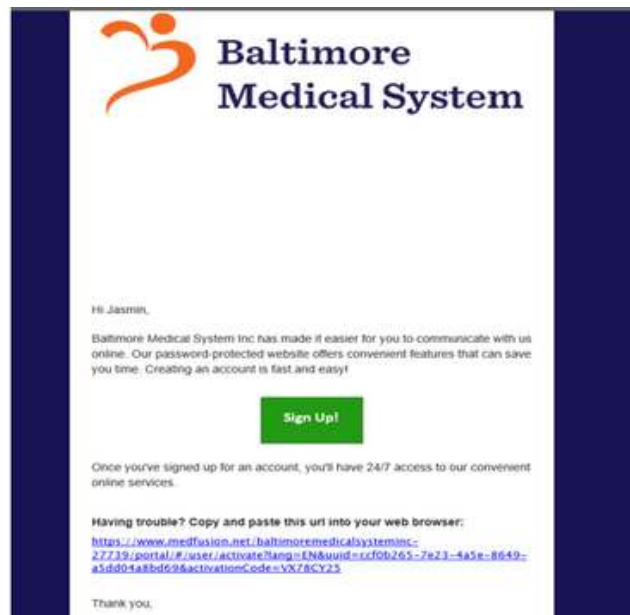 Baltimore
Medical System
Hi Jasmin,
Baltimore Medical System Inc has made it easier for you to communicate with us
online. Our password-protected website offers convenient features that can save
you time. Creating an account is fast and easy!
Sign Up!
Once you've signed up for an account, you'll have 24/7 access to our convenient
online services.
Having trouble? Copy and paste this url into your web browser:
https://www.medfusion.net/baltimoremedicalsysteminc-
27739/portal/#/user/activate?lang=EN&uuid=ccf0b265-7e23-4a5e-8649-
a5dd04a8bd69&activationCode=VX78CY25
Thank you,